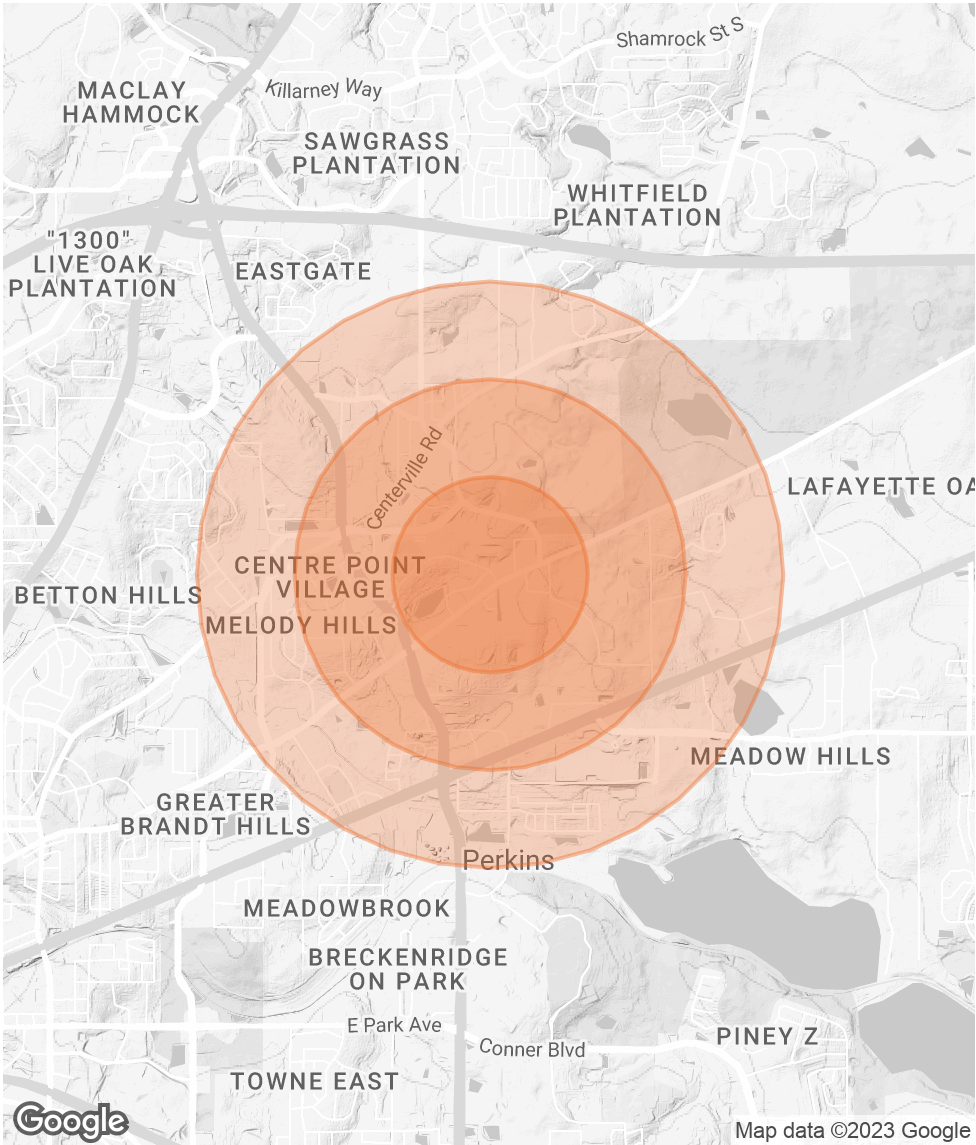 Shamrock St S
MACLAY
HAMMOCK
Killarney Way
SAWGRASS
PLANTATION
WHITFIELD
PLANTATION
"1300"
LIVE OAK
PLANTATION
EASTGATE
Centerville Rd
LAFAYETTE OA
CENTRE POINT
VILLAGE
BETTON HILLS
MELODY HILLS
MEADOW HILLS
GREATER
BRANDT HILLS
Perkins
MEADOWBROOK
BRECKENRIDGE
ON PARK
E Park Ave
PINEY Z
Conner Blvd
TOWNE EAST
Google
Map data ©2023 Google